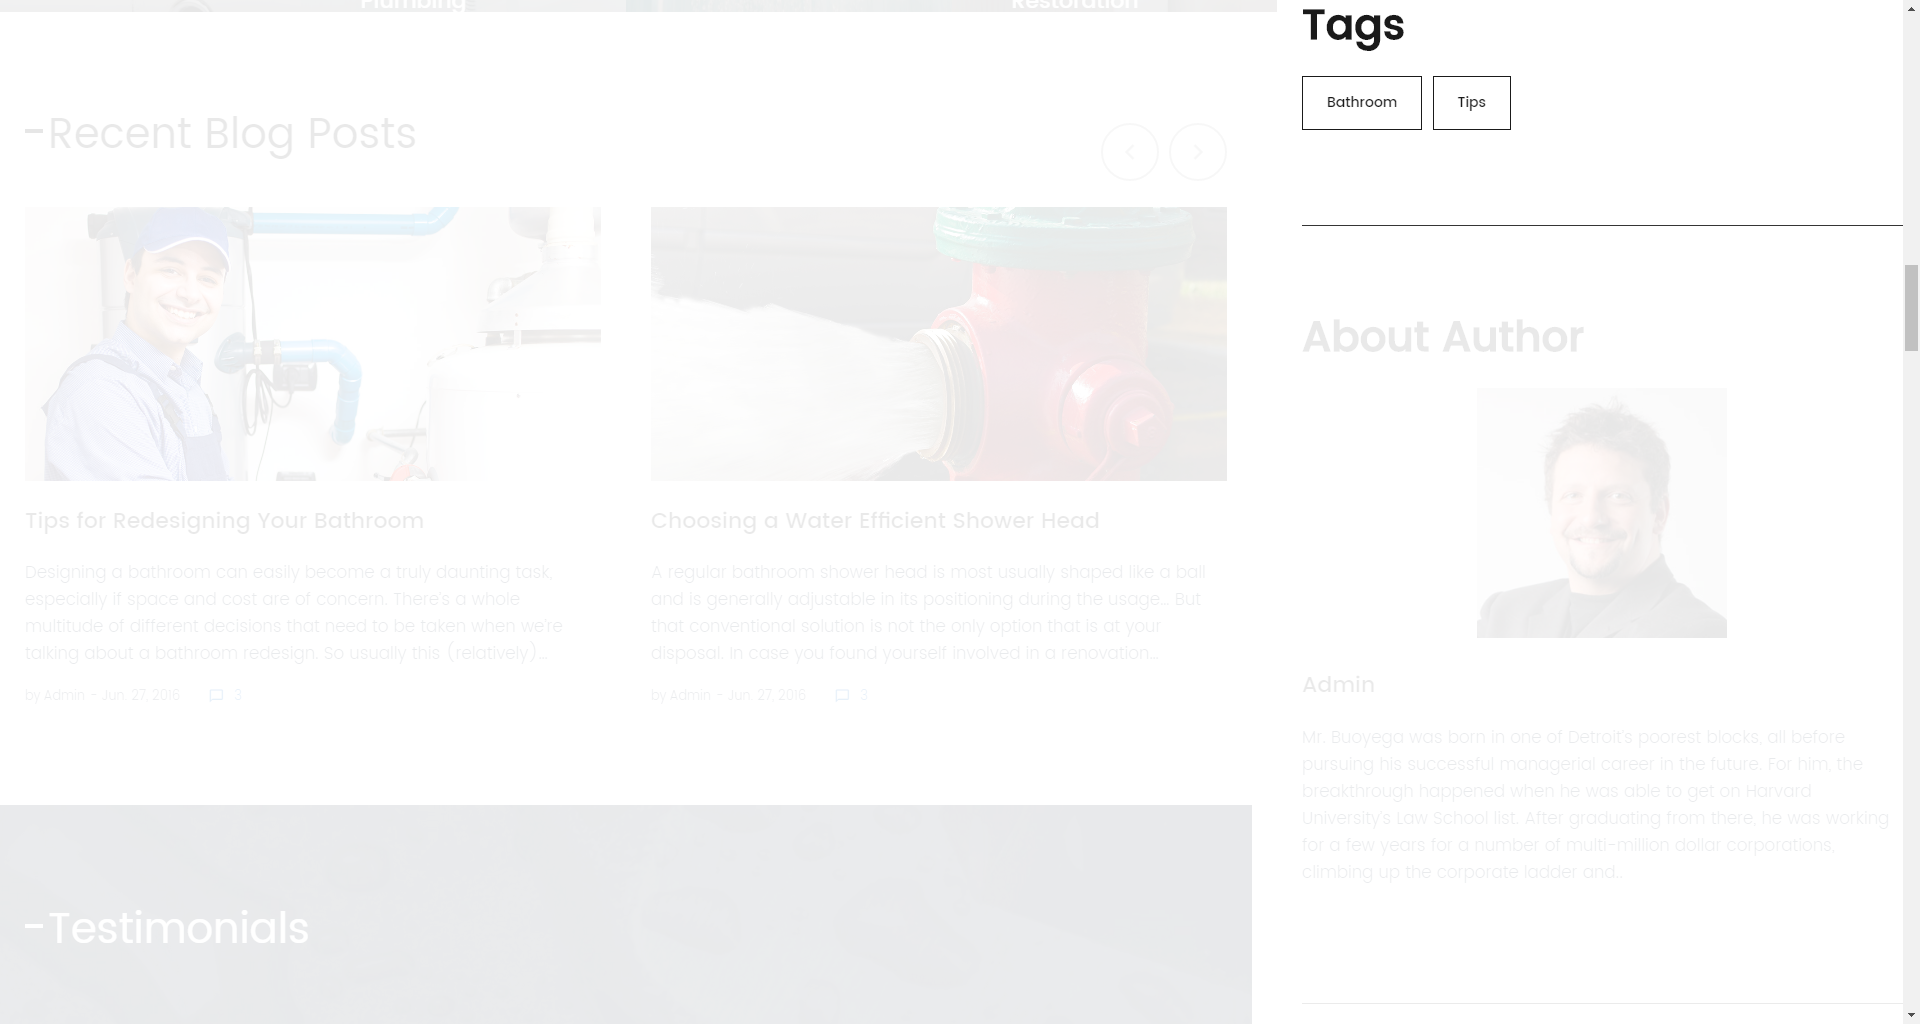 Plumbing
Restoration
-Recent Blog Posts
Tips for Redesigning Your Bathroom
Designing a bathroom can easily become a truly daunting task,
especially if space and cost are of concern. There's a whole
multitude of different decisions that need to be taken when we're
talking about a bathroom redesign. So usually this (relatively)...
by Admin - Jun. 27, 2016 3
Choosing a Water Efficient Shower Head
A regular bathroom shower head is most usually shaped like a ball
and is generally adjustable in its positioning during the usage... But
that conventional solution is not the only option that is at your
disposal. In case you found yourself involved in a renovation...
by Admin - Jun. 27, 2016 3
-Testimonials
Tags
Bathroom
Tips
About Author
Admin
Mr. Buoyega was born in one of Detroit's poorest blocks, all before
pursuing his successful managerial career in the future. For him, the
breakthrough happened when he was able to get on Harvard
University's Law School list. After graduating from there, he was working
for a few years for a number of multi-million dollar corporations,
climbing up the corporate ladder and...